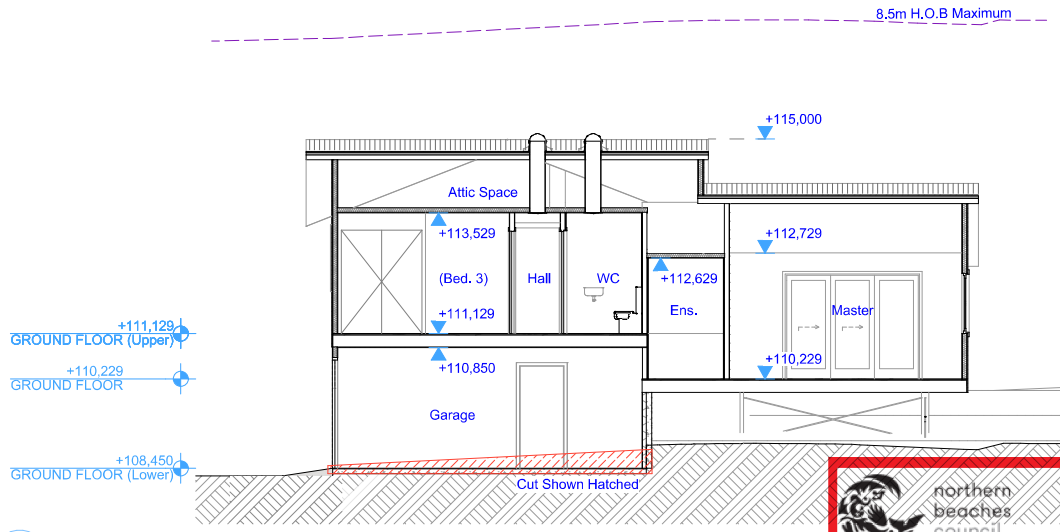 8.5m H.O.B Maximum
+115,000
Attic Space
+113,529
+112,729
(Bed. 3)
Hall
WC
+112,629
Ens.
Master
+111,129
+111,129
GROUND FLOOR (Upper)
+110,850
+110,229
+110,229
GROUND FLOOR
Garage
+108,450
GROUND FLOOR (Lower)
Cut Shown Hatched
northern
beaches
council